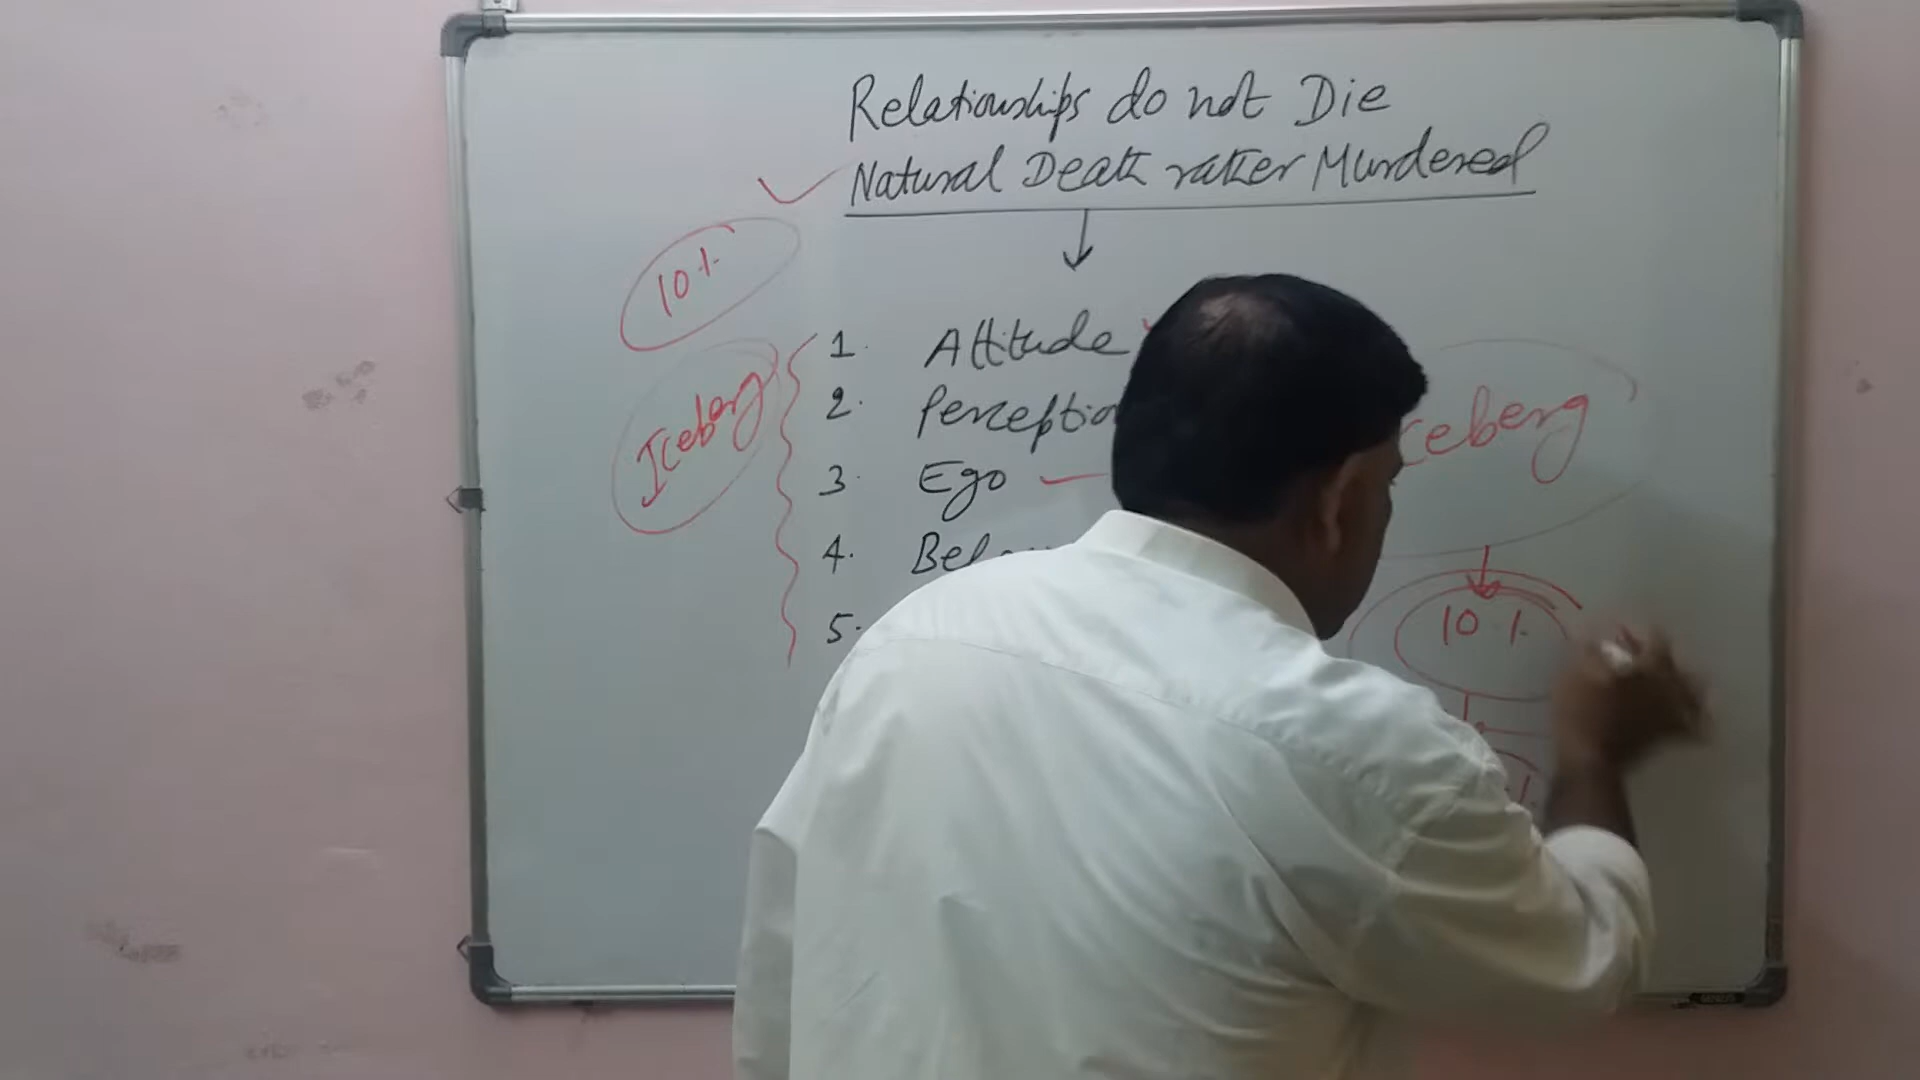 Relationships do not Die
Natural Death rather Murdered
10 %
Iceberg
1. Attitude
2. Perception
3. Ego
4.
5.
Iceberg
10 %